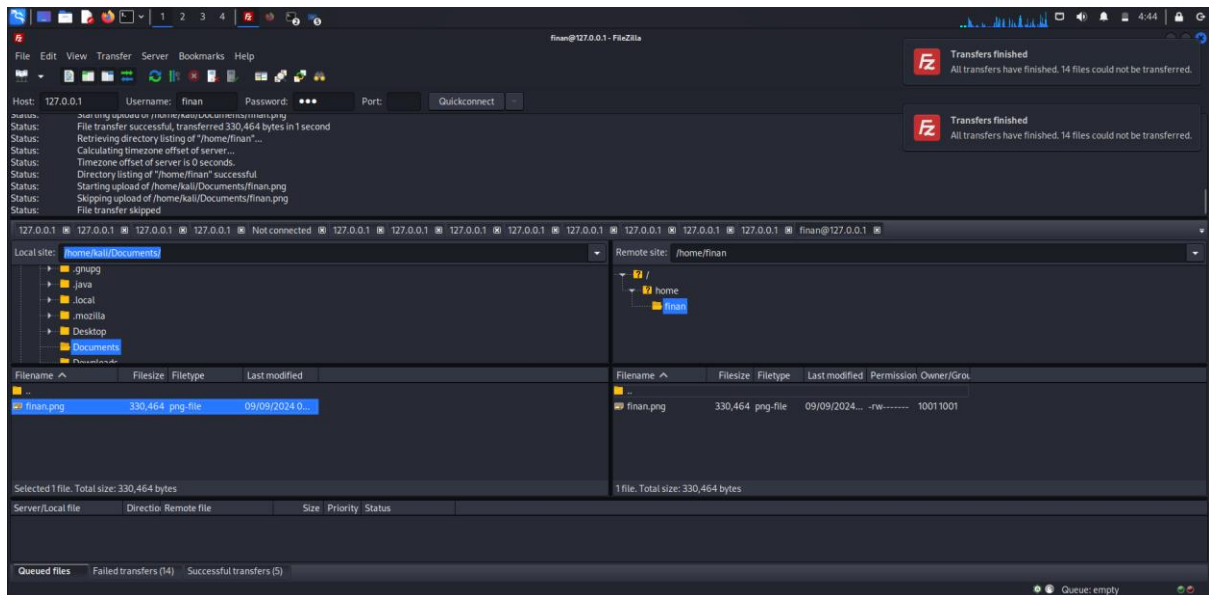 1 2 3 4
4:44
finan@127.0.0.1 - FileZilla
File Edit View Transfer Server Bookmarks Help
Transfers finished
All transfers have finished. 14 files could not be transferred.
Host: 127.0.0.1 Username: finan Password: ●●● Port: Quickconnect
Transfers finished
All transfers have finished. 14 files could not be transferred.
Status: Starting upload of /home/kali/Documents/finan.png
Status: File transfer successful, transferred 330,464 bytes in 1 second
Status: Retrieving directory listing of "/home/finan"...
Status: Calculating timezone offset of server...
Status: Timezone offset of server is 0 seconds.
Status: Directory listing of "/home/finan" successful
Status: Starting upload of /home/kali/Documents/finan.png
Status: Skipping upload of /home/kali/Documents/finan.png
Status: File transfer skipped
127.0.0.1 127.0.0.1 127.0.0.1 127.0.0.1 Not connected 127.0.0.1 127.0.0.1 127.0.0.1 127.0.0.1 127.0.0.1 127.0.0.1 127.0.0.1 127.0.0.1 finan@127.0.0.1
Local site: /home/kali/Documents/
.gnupg
.java
.local
.mozilla
Desktop
Documents
Downloads
Remote site: /home/finan
/
home
finan
Filename Filesize Filetype Last modified
..
finan.png 330,464 png-file 09/09/2024 0...
Selected 1 file. Total size: 330,464 bytes
Filename Filesize Filetype Last modified Permission Owner/Grou
..
finan.png 330,464 png-file 09/09/2024... -rw------- 1001 1001
1 file. Total size: 330,464 bytes
Server/Local file Directio Remote file Size Priority Status
Queued files Failed transfers (14) Successful transfers (5)
Queue: empty